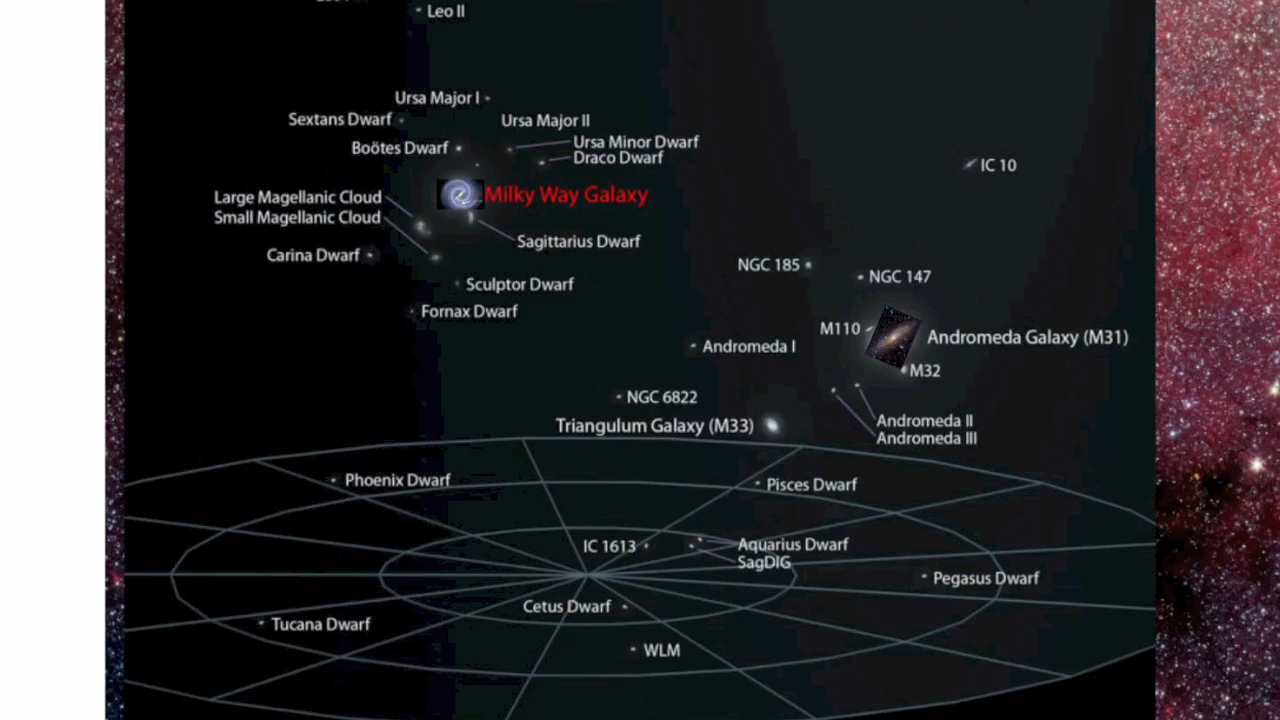 Leo II
Ursa Major I
Sextans Dwarf
Ursa Major II
Boötes Dwarf
Ursa Minor Dwarf
Draco Dwarf
IC 10
Milky Way Galaxy
Large Magellanic Cloud
Small Magellanic Cloud
Sagittarius Dwarf
Carina Dwarf
NGC 185
NGC 147
Sculptor Dwarf
Fornax Dwarf
M110
Andromeda Galaxy (M31)
Andromeda I
M32
NGC 6822
Andromeda II
Triangulum Galaxy (M33)
Andromeda III
Phoenix Dwarf
Pisces Dwarf
IC 1613
Aquarius Dwarf
SagDIG
Pegasus Dwarf
Cetus Dwarf
Tucana Dwarf
WLM